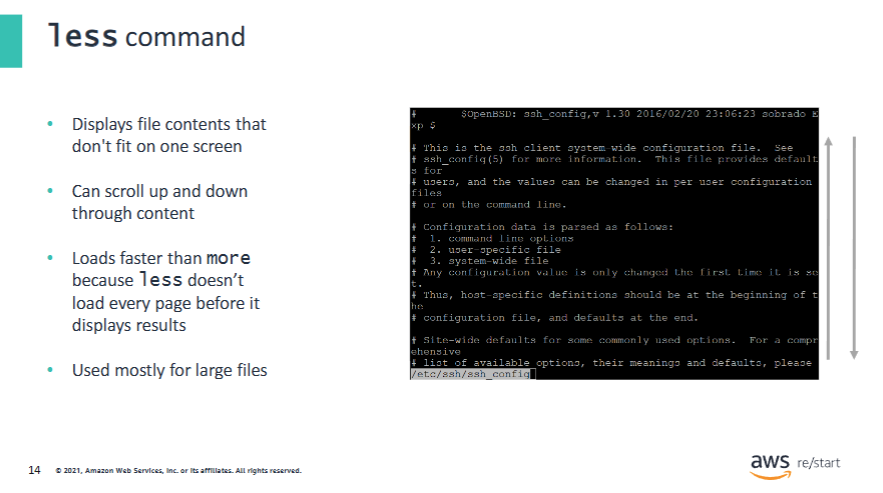 less command
• Displays file contents that
don't fit on one screen
• Can scroll up and down
through content
• Loads faster than more
because less doesn’t
load every page before it
displays results
• Used mostly for large files
#       $OpenBSD: ssh_config,v 1.30 2016/02/20 23:06:23 sobrado E
xp $
# This is the ssh client system-wide configuration file.  See
# ssh_config(5) for more information.  This file provides default
s for
# users, and the values can be changed in per user configuration
files
# or on the command line.
# Configuration data is parsed as follows:
#  1. command line options
#  2. user-specific file
#  3. system-wide file
# Any configuration value is only changed the first time it is se
t.
# Thus, host-specific definitions should be at the beginning of t
he
# configuration file, and defaults at the end.
# Site-wide defaults for some commonly used options.  For a compr
ehensive
# list of available options, their meanings and defaults, please
/etc/ssh/ssh_config
14 © 2021, Amazon Web Services, Inc. or its affiliates. All rights reserved.
aws re/start